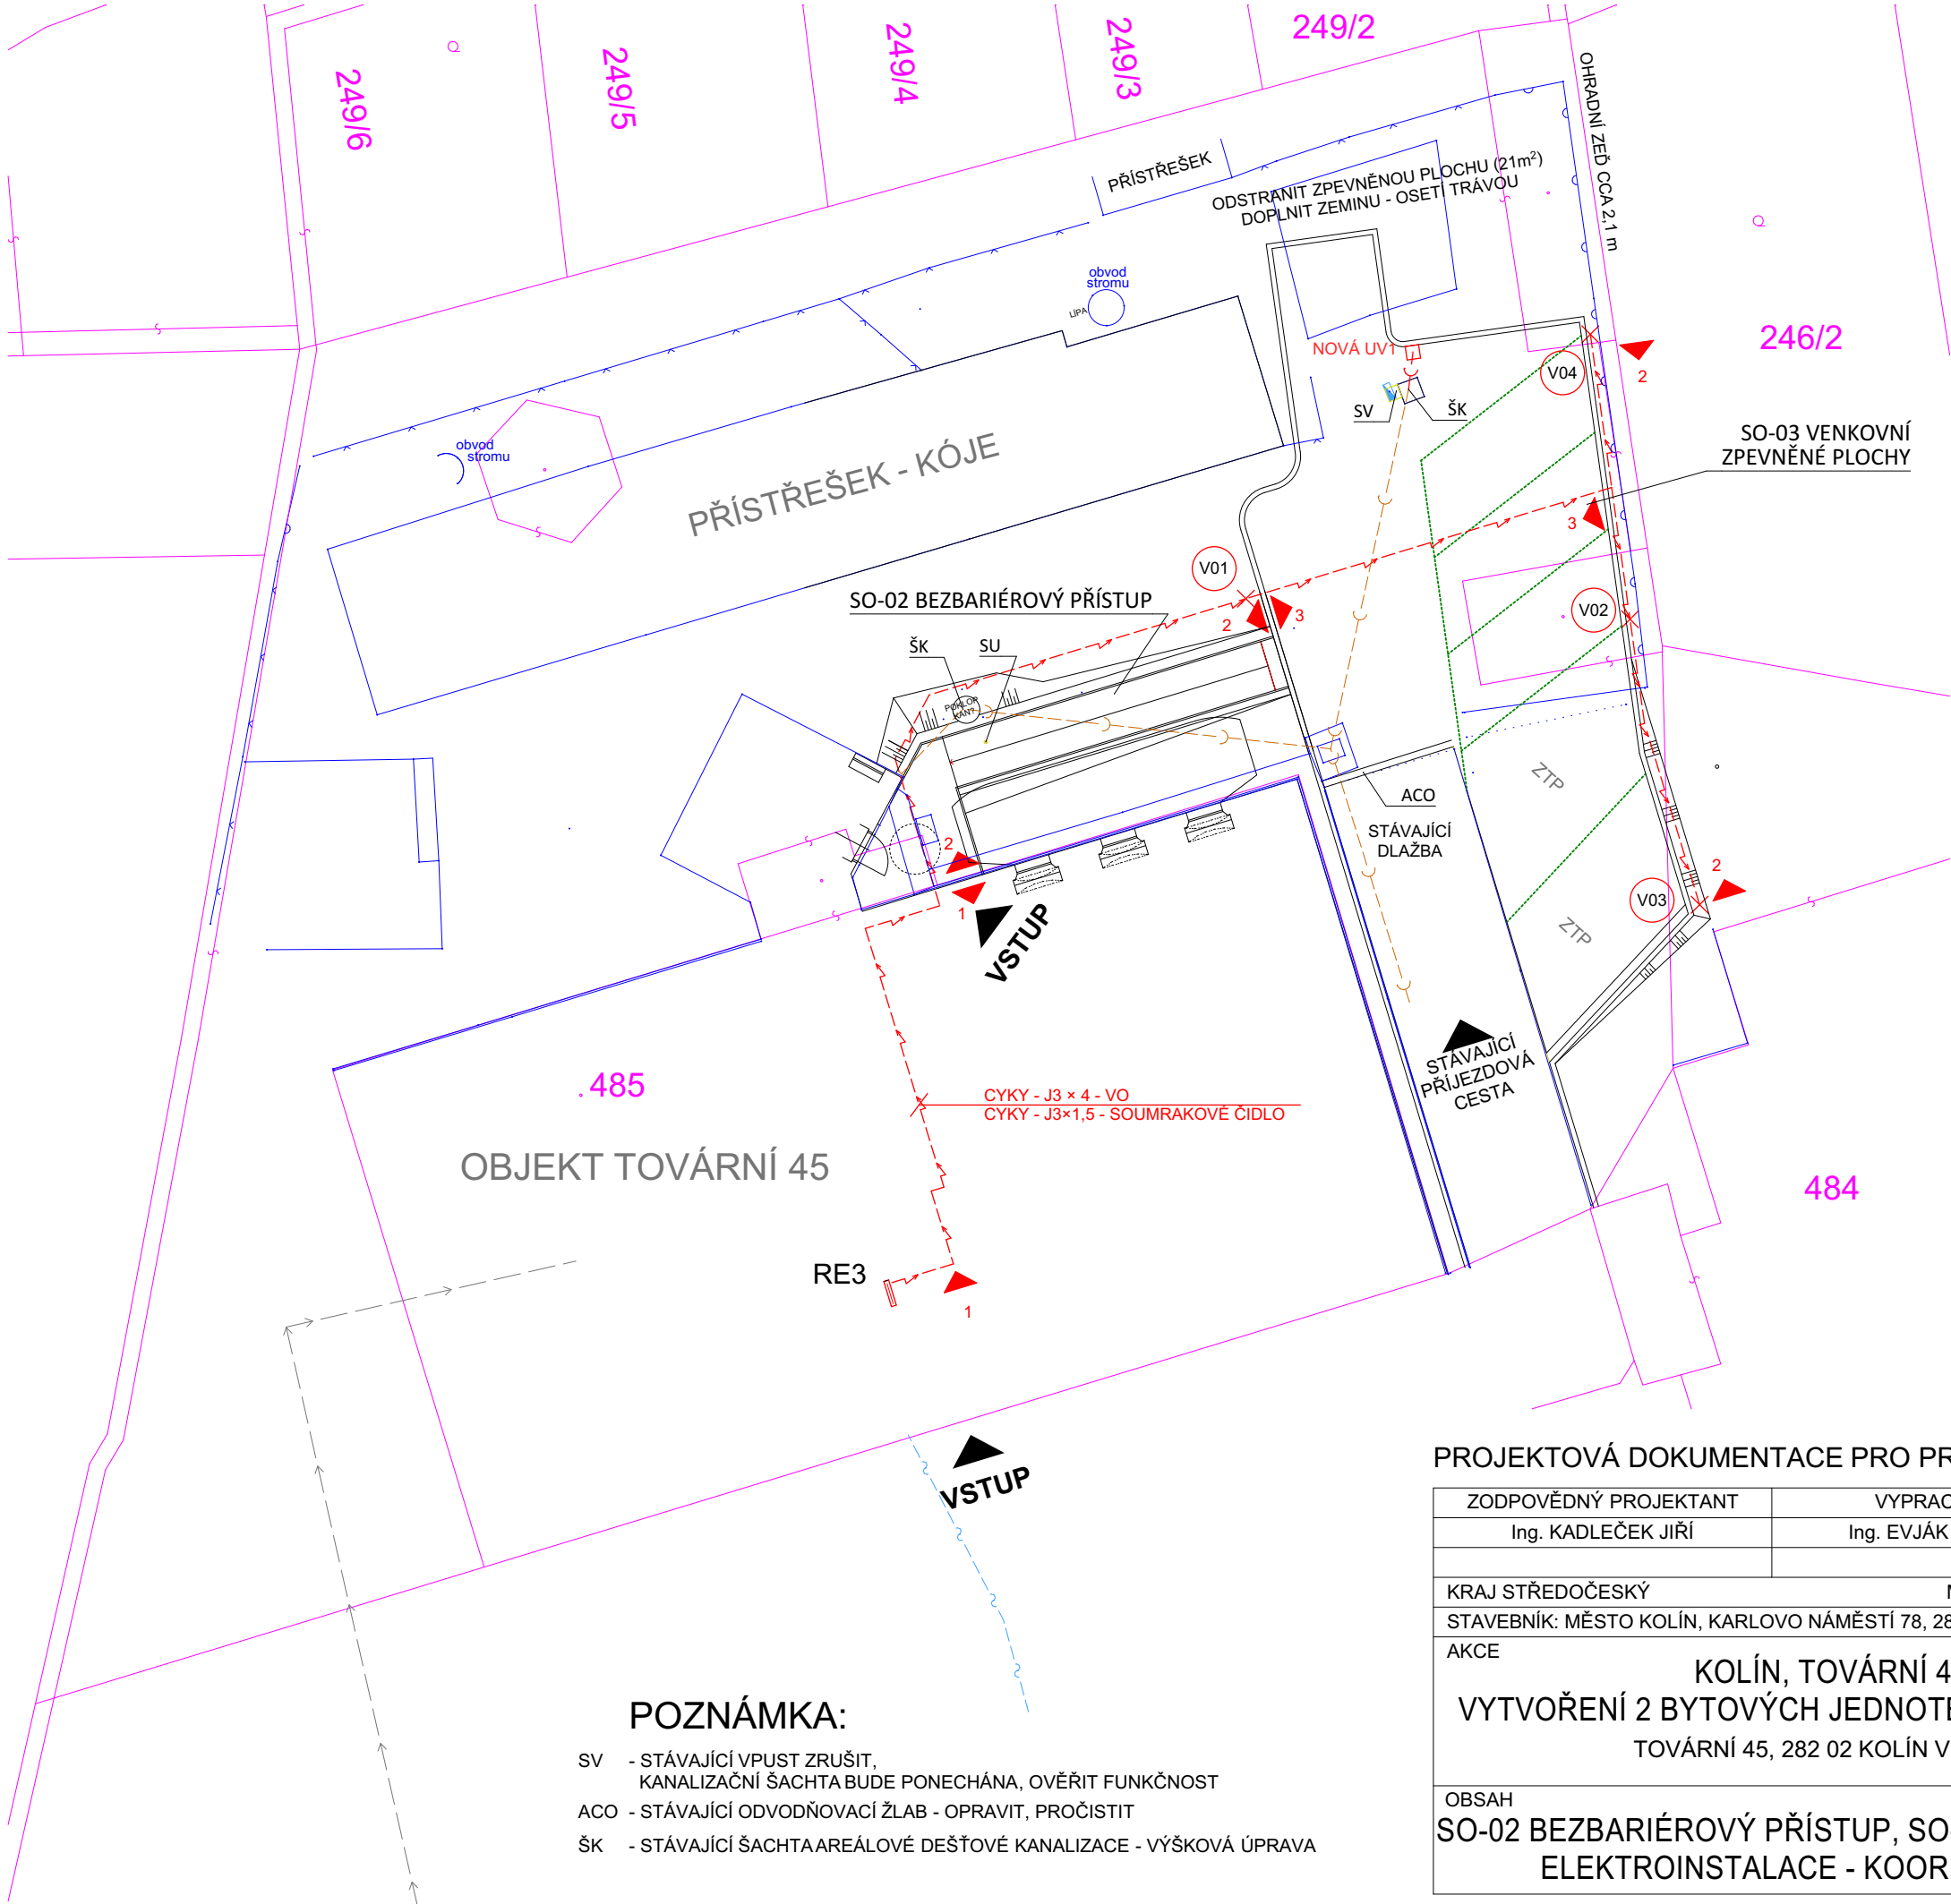 249/6
249/5
249/4
249/3
249/2
OHRADNÍ ZEĎ CCA 2,1 m
PŘÍSTŘEŠEK
ODSTRANIT ZPEVNĚNOU PLOCHU (21m²)
DOPLNIT ZEMINU - OSETÍ TRÁVOU
obvod
stromu
LÍPA
246/2
NOVÁ UV1
V04
2
SV
ŠK
obvod
stromu
SO-03 VENKOVNÍ
ZPEVNĚNÉ PLOCHY
PŘÍSTŘEŠEK - KÓJE
3
V01
SO-02 BEZBARIÉROVÝ PŘÍSTUP
2
3
V02
ŠK
SU
POKLOP
KAN?
ZTP
ACO
STÁVAJÍCÍ
DLAŽBA
2
2
V03
1
VSTUP
ZTP
STÁVAJÍCÍ
PŘÍJEZDOVÁ
CESTA
485
CYKY - J3 × 4 - VO
CYKY - J3×1,5 - SOUMRAKOVÉ ČIDLO
OBJEKT TOVÁRNÍ 45
484
RE3
1
VSTUP
PROJEKTOVÁ DOKUMENTACE PRO PR
ZODPOVĚDNÝ PROJEKTANT
VYPRAC
Ing. KADLEČEK JIŘÍ
Ing. EVJÁK
KRAJ STŘEDOČESKÝ
STAVEBNÍK: MĚSTO KOLÍN, KARLOVO NÁMĚSTÍ 78, 28
AKCE
KOLÍN, TOVÁRNÍ 4
VYTVOŘENÍ 2 BYTOVÝCH JEDNOTE
TOVÁRNÍ 45, 282 02 KOLÍN V
OBSAH
SO-02 BEZBARIÉROVÝ PŘÍSTUP, SO
ELEKTROINSTALACE - KOOR
POZNÁMKA:
SV - STÁVAJÍCÍ VPUST ZRUŠIT,
KANALIZAČNÍ ŠACHTA BUDE PONECHÁNA, OVĚŘIT FUNKČNOST
ACO - STÁVAJÍCÍ ODVODŇOVACÍ ŽLAB - OPRAVIT, PROČISTIT
ŠK - STÁVAJÍCÍ ŠACHTA AREÁLOVÉ DEŠŤOVÉ KANALIZACE - VÝŠKOVÁ ÚPRAVA